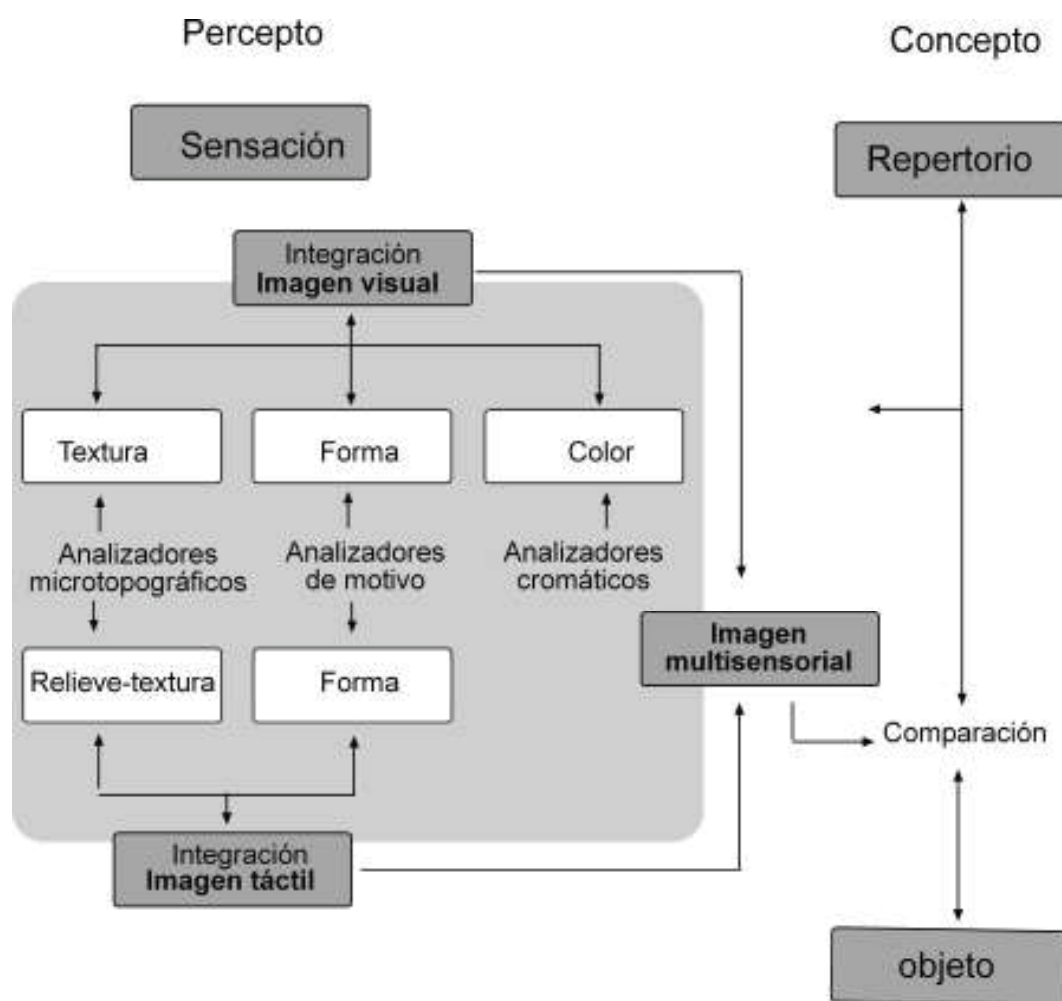 Percepto
Concepto
Sensación
Repertorio
Integración
Imagen visual
Textura
Forma
Color
Analizadores
microtopográficos
Analizadores
de motivo
Analizadores
cromáticos
Relieve-textura
Forma
Imagen
multisensorial
Comparación
Integración
Imagen táctil
objeto